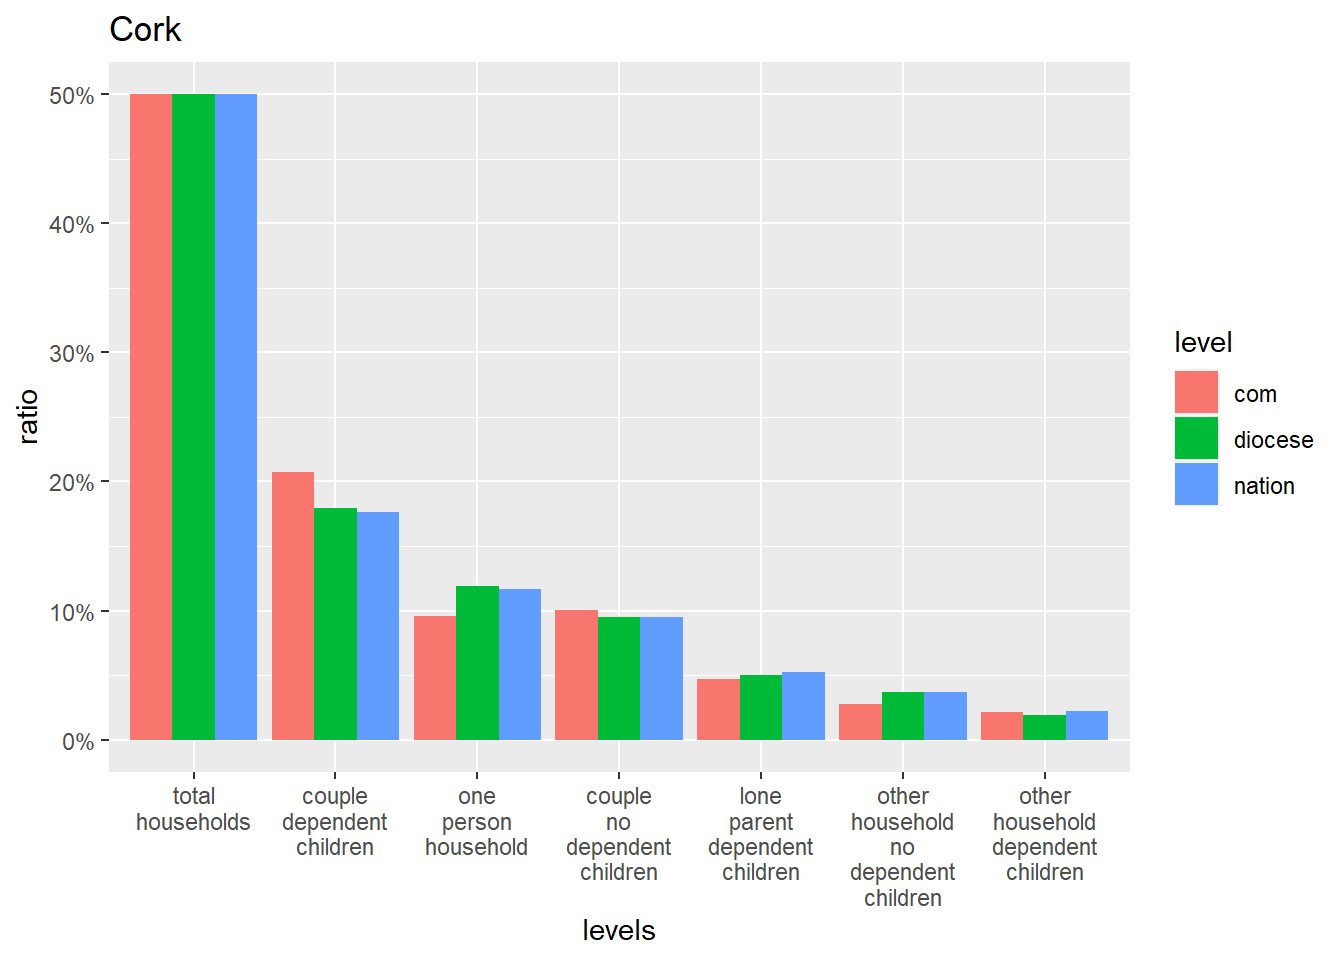 Cork
50%
40%
30%
20%
10%
0%
ratio
total
households
couple
dependent
children
one
person
household
couple
no
dependent
children
lone
parent
dependent
children
other
household
no
dependent
children
other
household
dependent
children
levels
level
com
diocese
nation